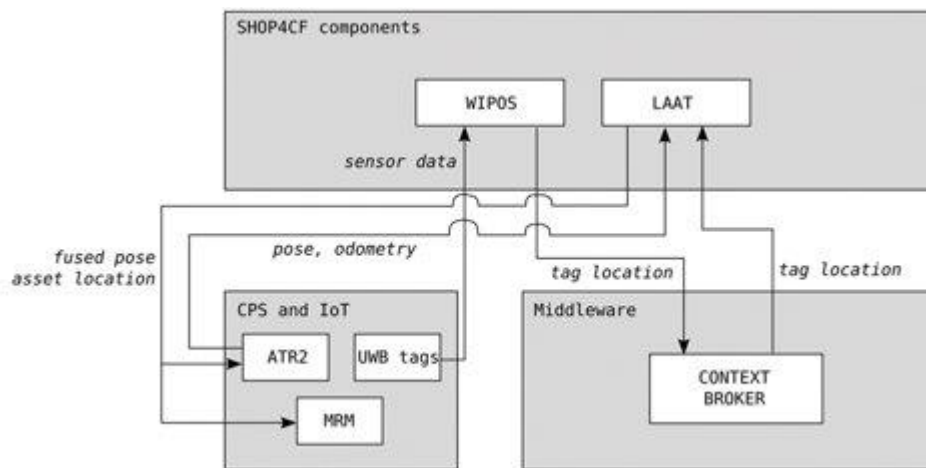 SHOP4CF components
WIPOS
LAAT
sensor data
fused pose
asset location
pose, odometry
tag location
tag location
CPS and IoT
ATR2
UWB tags
MRM
Middleware
CONTEXT
BROKER